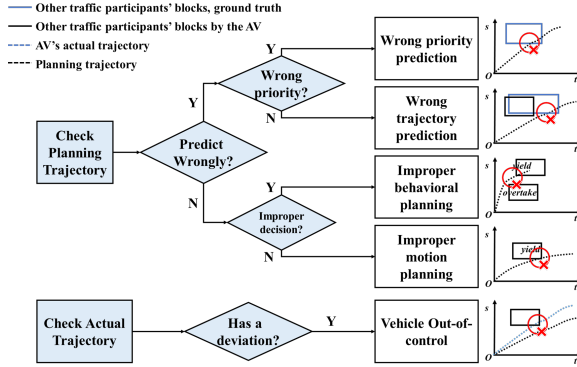 Other traffic participants' blocks, ground truth
Other traffic participants' blocks by the AV
AV's actual trajectory
Planning trajectory
Check
Planning
Trajectory
Predict
Wrongly?
Y
N
Wrong
priority?
Y
N
Improper
decision?
Y
N
Wrong priority
prediction
Wrong
trajectory
prediction
Improper
behavioral
planning
Improper
motion
planning
Check Actual
Trajectory
Has a
deviation?
Y
Vehicle Out-of-
control
s
O
t
s
O
t
s
yield
overtake
O
t
s
yield
O
t
s
O
t